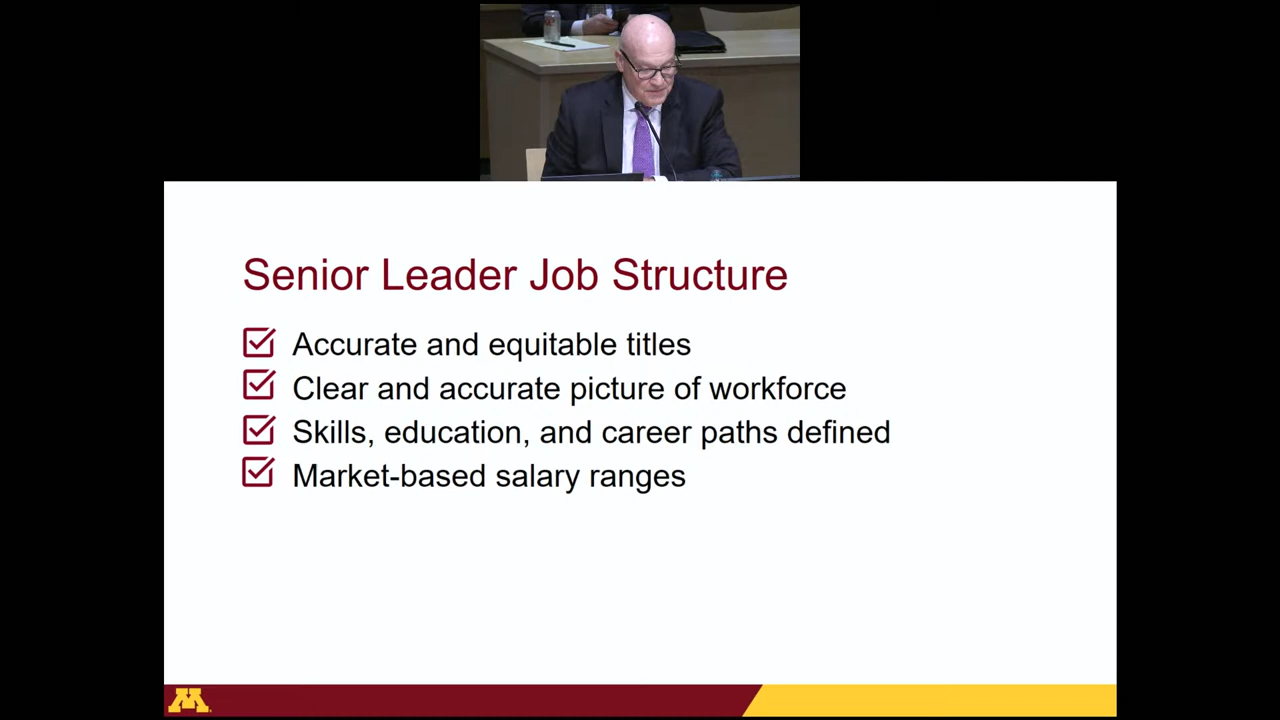 Senior Leader Job Structure
Accurate and equitable titles
Clear and accurate picture of workforce
Skills, education, and career paths defined
Market-based salary ranges
M